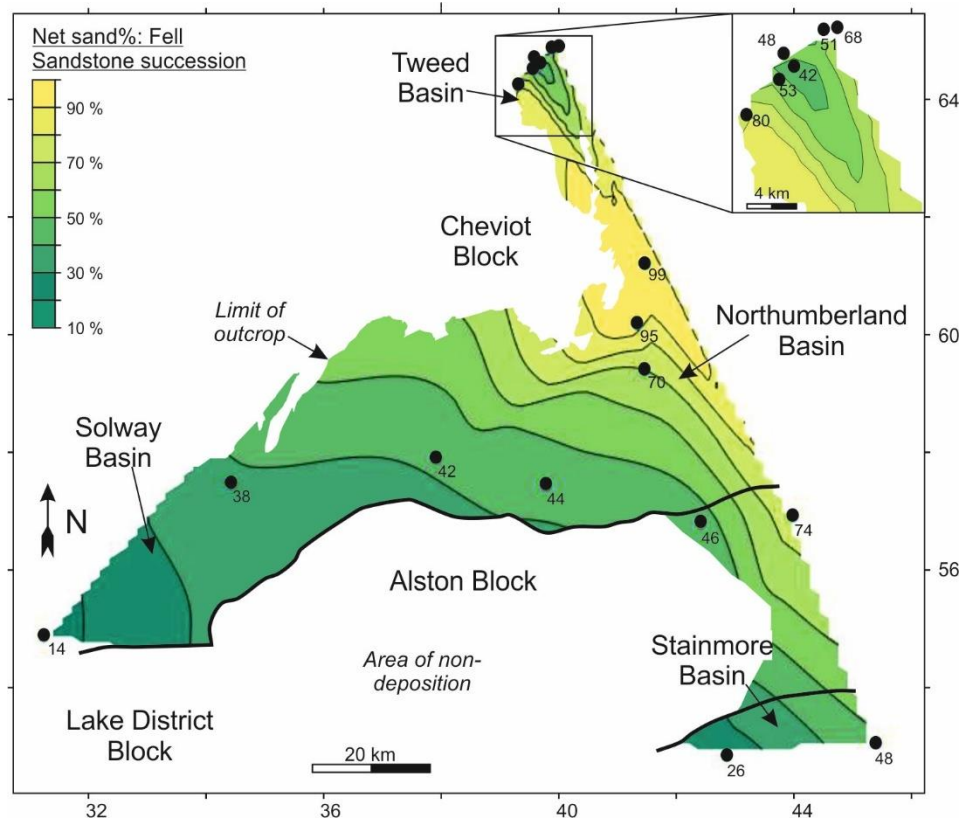 Net sand%: Fell
Sandstone succession
90 %
70 %
50 %
30 %
10 %
Tweed
Basin
48
51
68
42
53
80
4 km
64
Cheviot
Block
99
Limit of
outcrop
95
Northumberland
Basin
60
70
Solway
Basin
42
38
44
N
46
74
Alston Block
56
14
Area of non-
deposition
Stainmore
Basin
Lake District
Block
20 km
26
48
32
36
40
44